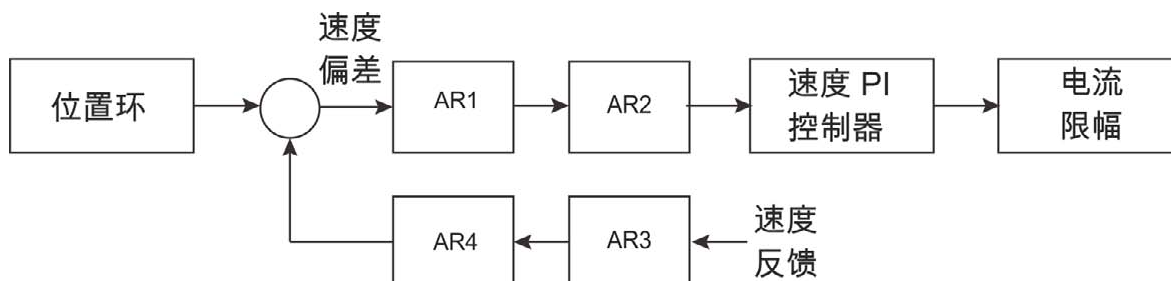 速度
偏差
位置环
AR1
AR2
速度 PI
控制器
电流
限幅
AR4
AR3
速度
反馈